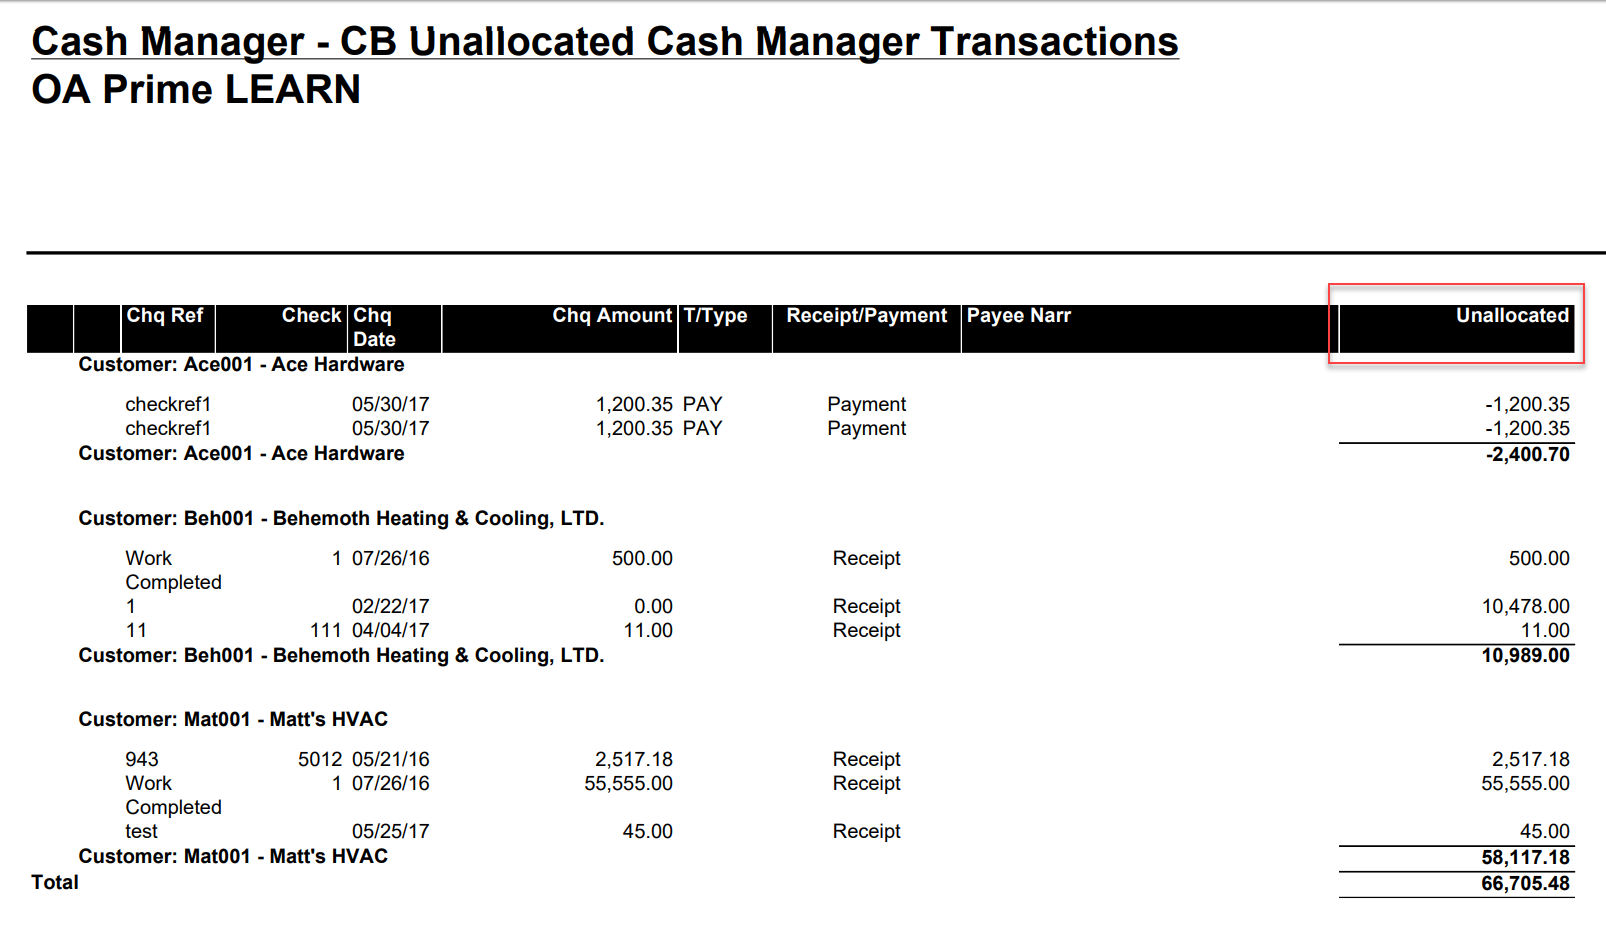 Cash Manager - CB Unallocated Cash Manager Transactions
OA Prime LEARN
Chq Ref Check Chq Date Chq Amount T/Type Receipt/Payment Payee Narr Unallocated
Customer: Ace001 - Ace Hardware
checkref1 05/30/17 1,200.35 PAY Payment -1,200.35
checkref1 05/30/17 1,200.35 PAY Payment -1,200.35
Customer: Ace001 - Ace Hardware -2,400.70
Customer: Beh001 - Behemoth Heating & Cooling, LTD.
Work 1 07/26/16 500.00 Receipt 500.00
Completed
1 02/22/17 0.00 Receipt 10,478.00
11 111 04/04/17 11.00 Receipt 11.00
Customer: Beh001 - Behemoth Heating & Cooling, LTD. 10,989.00
Customer: Mat001 - Matt's HVAC
943 5012 05/21/16 2,517.18 Receipt 2,517.18
Work 1 07/26/16 55,555.00 Receipt 55,555.00
Completed
test 05/25/17 45.00 Receipt 45.00
Customer: Mat001 - Matt's HVAC 58,117.18
Total 66,705.48